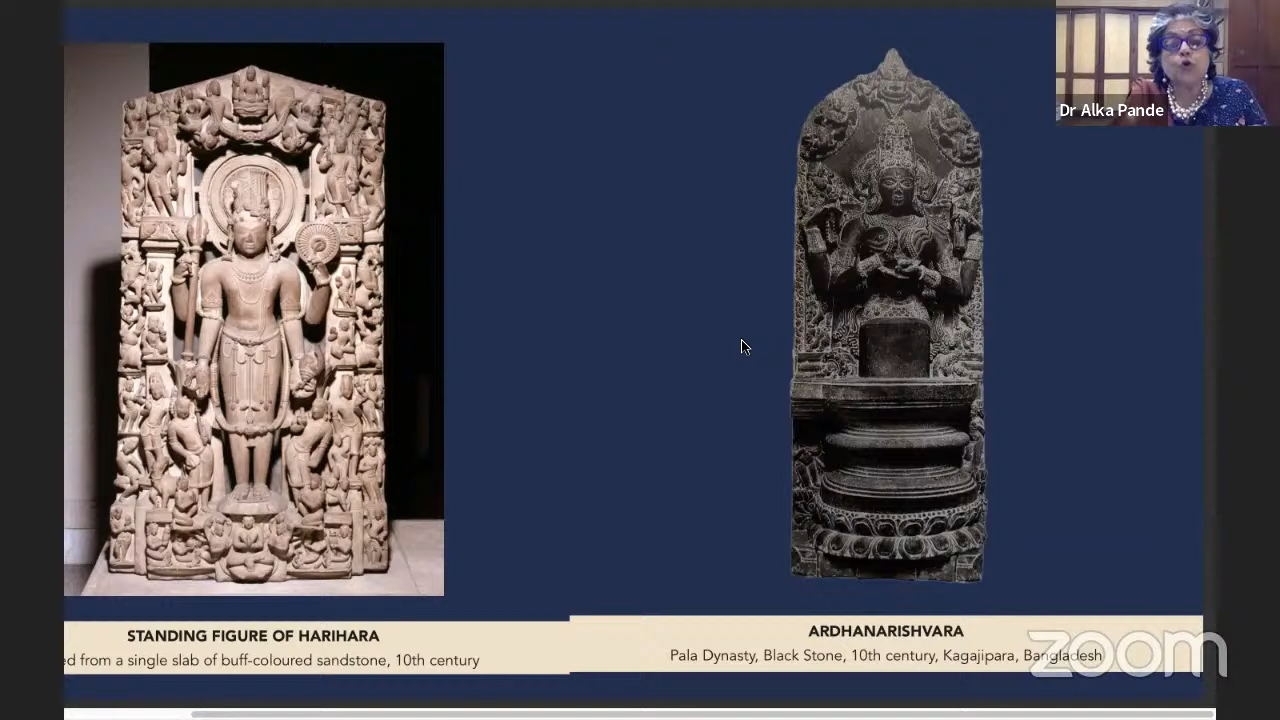 Dr Alka Pande
STANDING FIGURE OF HARIHARA
ed from a single slab of buff-coloured sandstone, 10th century
ARDHANARISHVARA
Pala Dynasty, Black Stone, 10th century, Kagajipara, Bangladesh
zoom